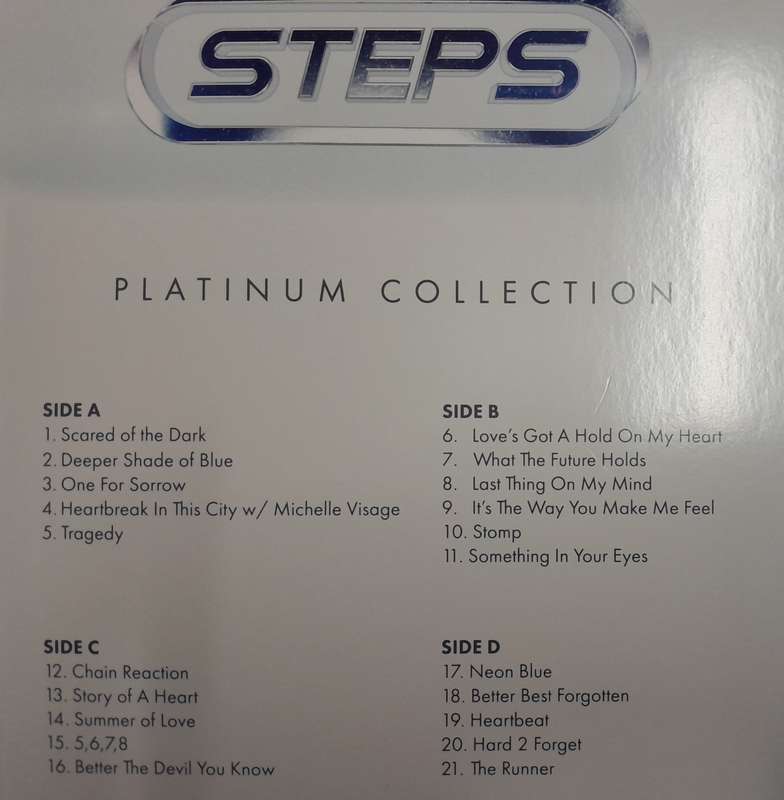 STEPS
PLATINUM COLLECTION
SIDE A
1. Scared of the Dark
2. Deeper Shade of Blue
3. One For Sorrow
4. Heartbreak In This City w/ Michelle Visage
5. Tragedy
SIDE B
6. Love's Got A Hold On My Heart
7. What The Future Holds
8. Last Thing On My Mind
9. It's The Way You Make Me Feel
10. Stomp
11. Something In Your Eyes
SIDE C
12. Chain Reaction
13. Story of A Heart
14. Summer of Love
15. 5,6,7,8
16. Better The Devil You Know
SIDE D
17. Neon Blue
18. Better Best Forgotten
19. Heartbeat
20. Hard 2 Forget
21. The Runner